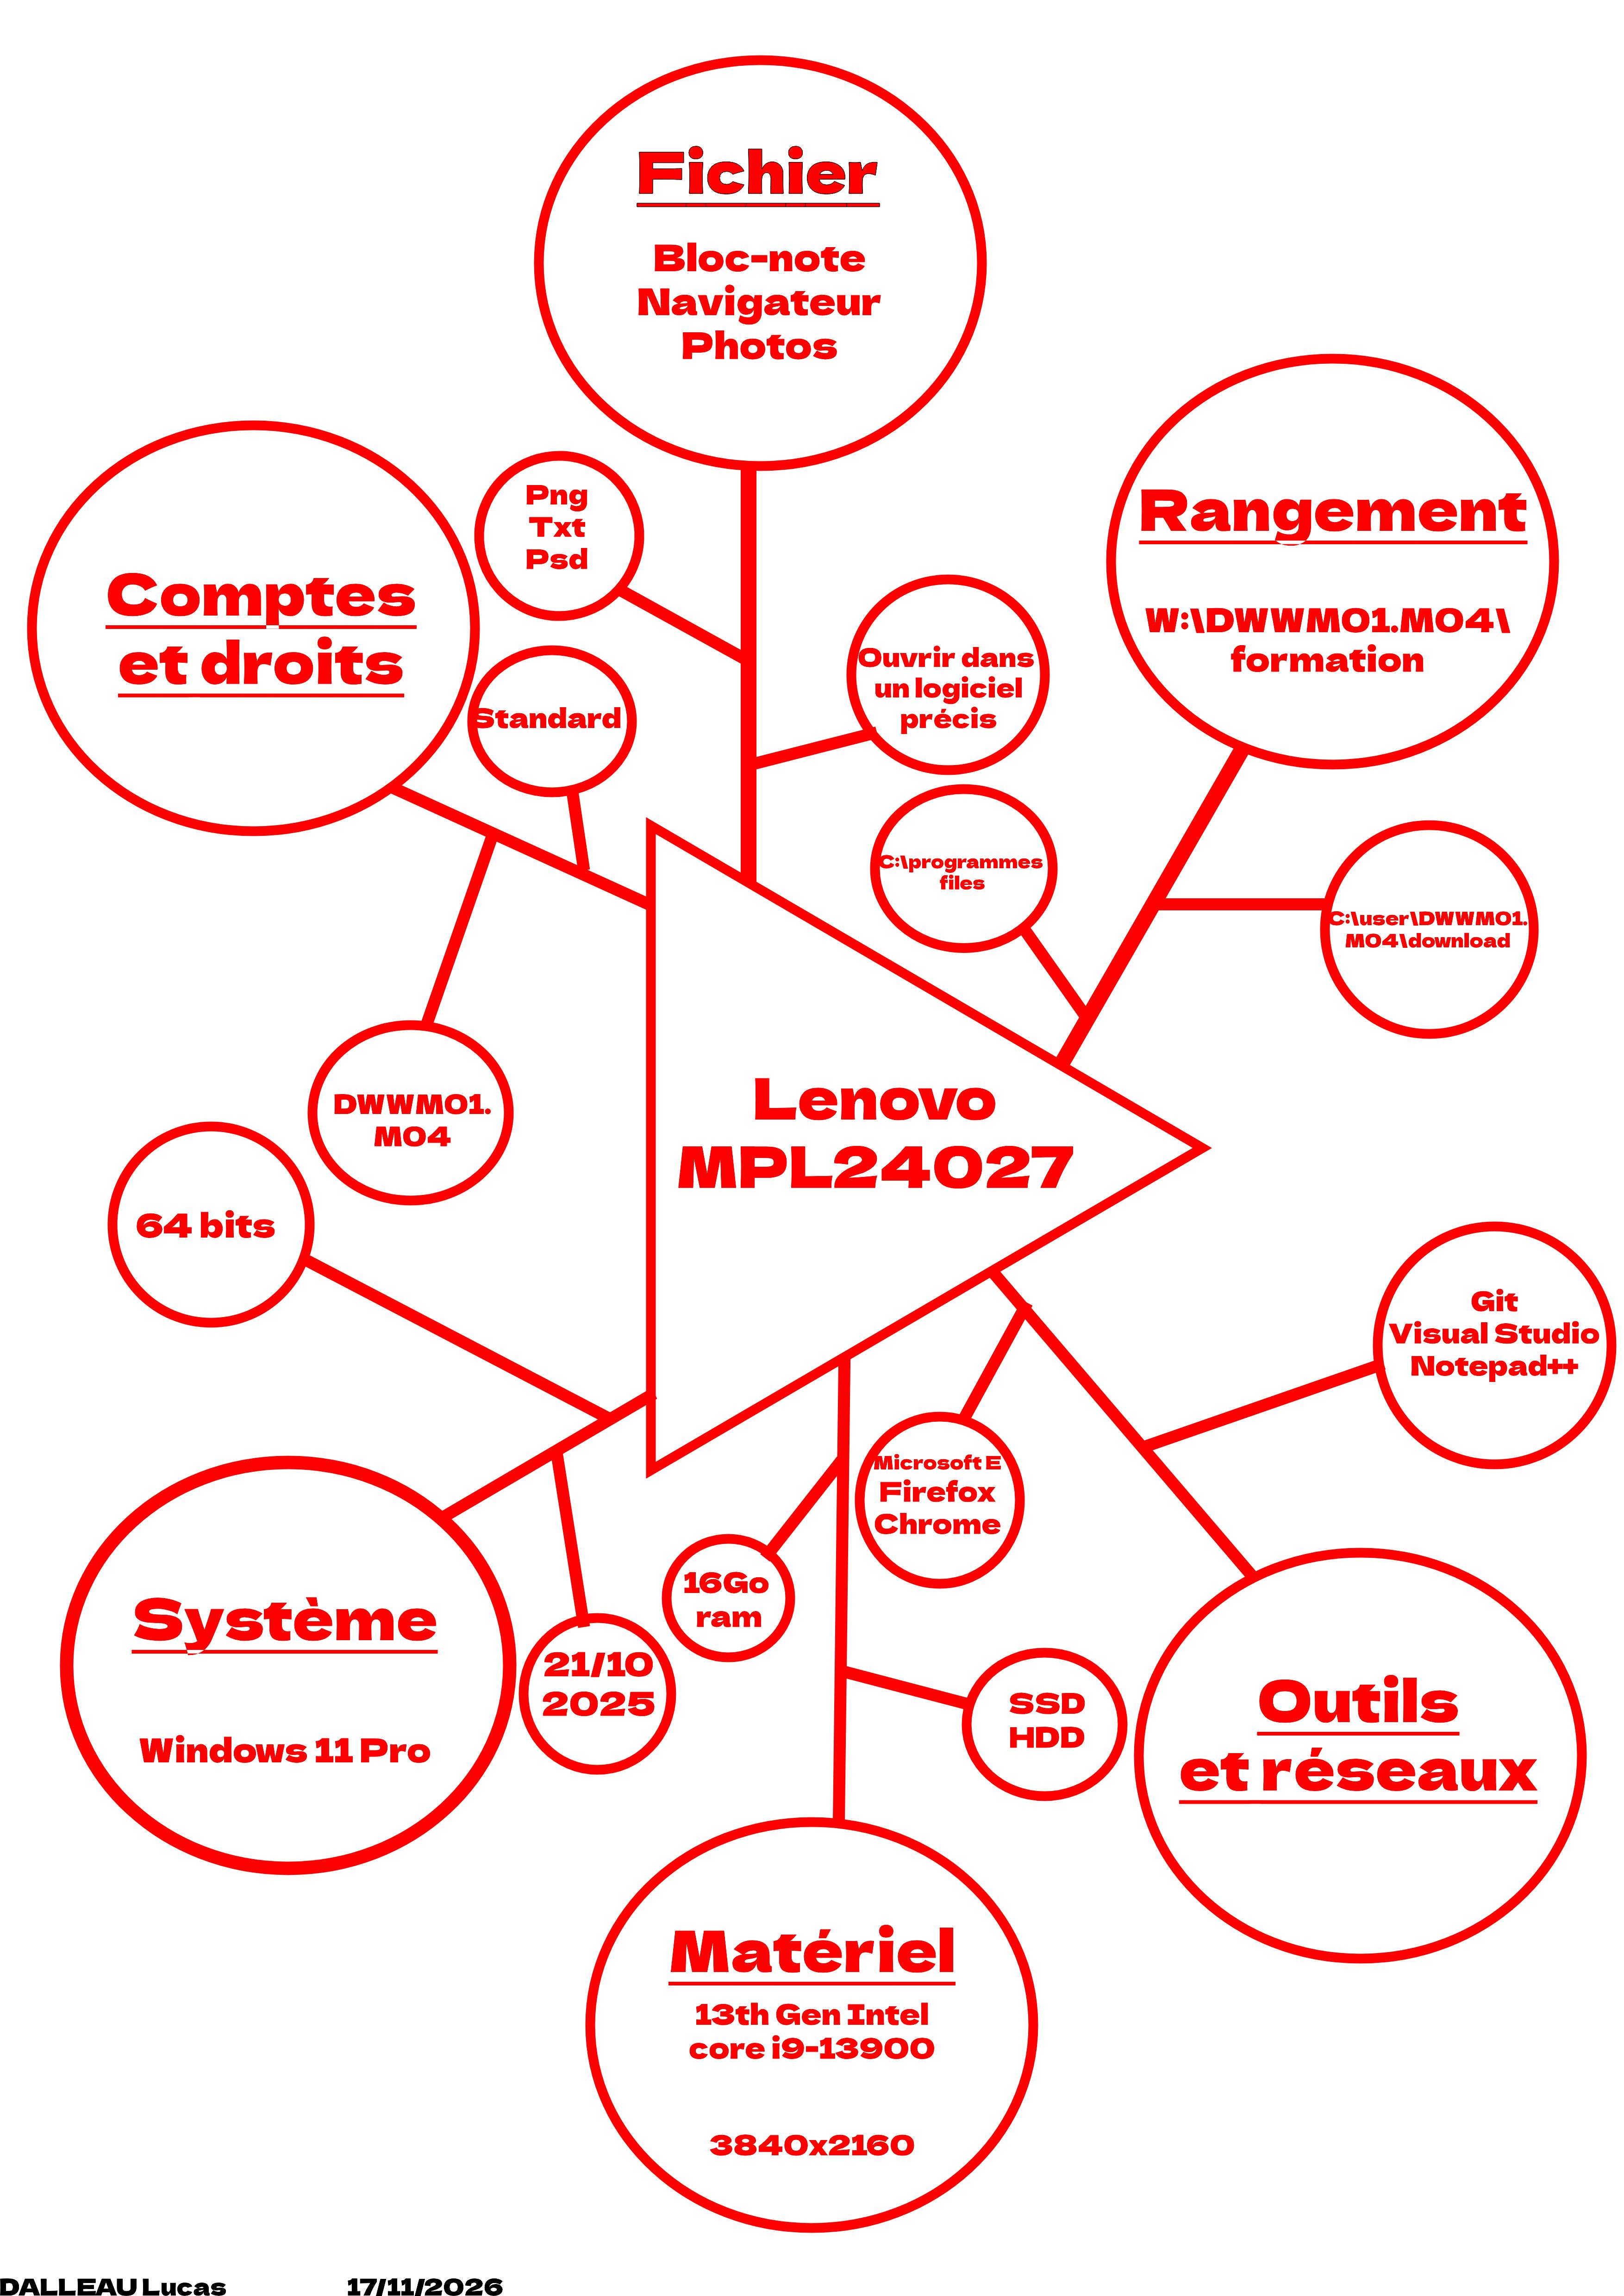 Fichier
Bloc-note
Navigateur
Photos
Png
Txt
Psd
Rangement
W:\DWWM01.M04\
formation
Comptes
et droits
Standard
Ouvrir dans
un logiciel
précis
C:\programmes
files
C:\user\DWWM01.
M04\download
DWWM01.
M04
Lenovo
MPL24027
64 bits
Git
Visual Studio
Notepad++
Microsoft E
Firefox
Chrome
16Go
ram
Système
Windows 11 Pro
21/10
2025
SSD
HDD
Outils
et réseaux
Matériel
13th Gen Intel
core i9-13900
3840x2160
DALLEAU Lucas 17/11/2026